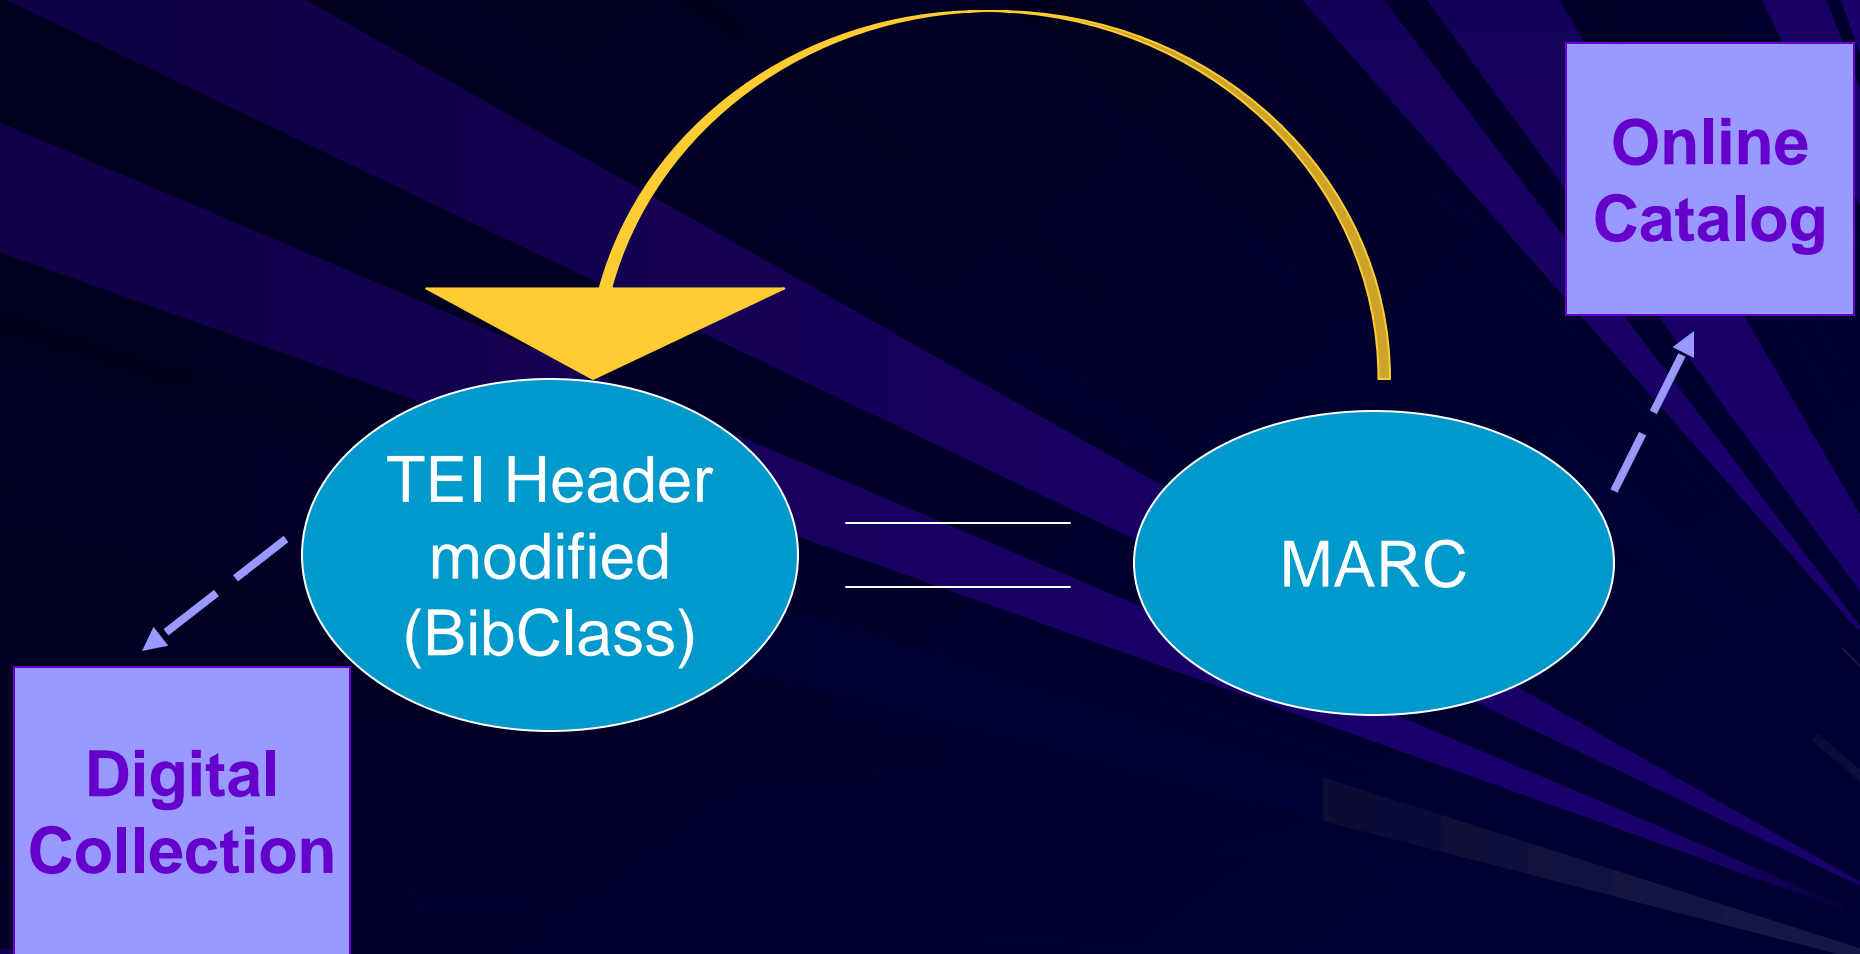 Online
Catalog
TEI Header
modified
(BibClass)
MARC
Digital
Collection